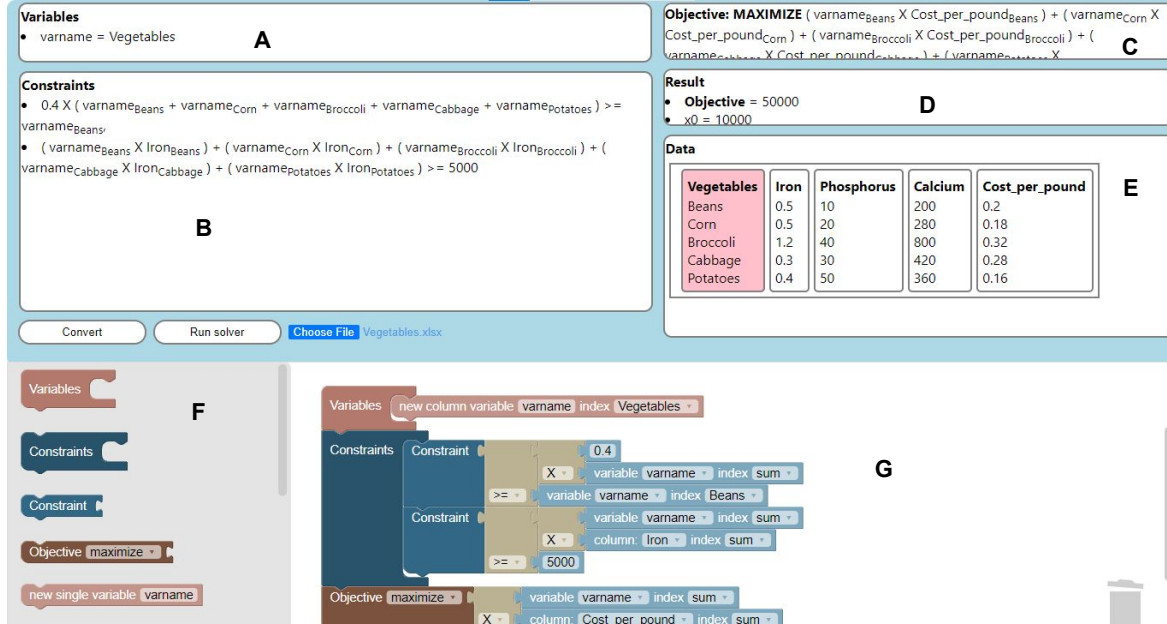 Variables
• varname = Vegetables
A
Constraints
• 0.4 X ( varnameBeans + varnameCorn + varnameBroccoli + varnameCabbage + varnamePotatoes ) >=
varnameBeans,
• ( varnameBeans X IronBeans ) + ( varnameCorn X IronCorn ) + ( varnameBroccoli X IronBroccoli ) + (
varnameCabbage X IronCabbage ) + ( varnamePotatoes X IronPotatoes ) >= 5000
B
Convert Run solver Choose File Vegetables.xlsx
Objective: MAXIMIZE ( varnameBeans X Cost_per_poundBeans ) + ( varnameCorn X
Cost_per_poundCorn ) + ( varnameBroccoli X Cost_per_poundBroccoli ) + (
varnameCabbage X Cost_per_poundCabbage ) + ( varnamePotatoes X
C
Result
• Objective = 50000
• x0 = 10000
D
Data
Vegetables Iron Phosphorus Calcium Cost_per_pound
Beans 0.5 10 200 0.2
Corn 0.5 20 280 0.18
Broccoli 1.2 40 800 0.32
Cabbage 0.3 30 420 0.28
Potatoes 0.4 50 360 0.16
E
Variables
Constraints
Constraint
Objective maximize
new single variable varname
F
Variables new column variable varname index Vegetables
Constraints Constraint 0.4
X variable varname index sum
>= variable varname index Beans
Constraint variable varname index sum
X column: Iron index sum
>= 5000
Objective maximize variable varname index sum
X column: Cost_per_pound index sum
G